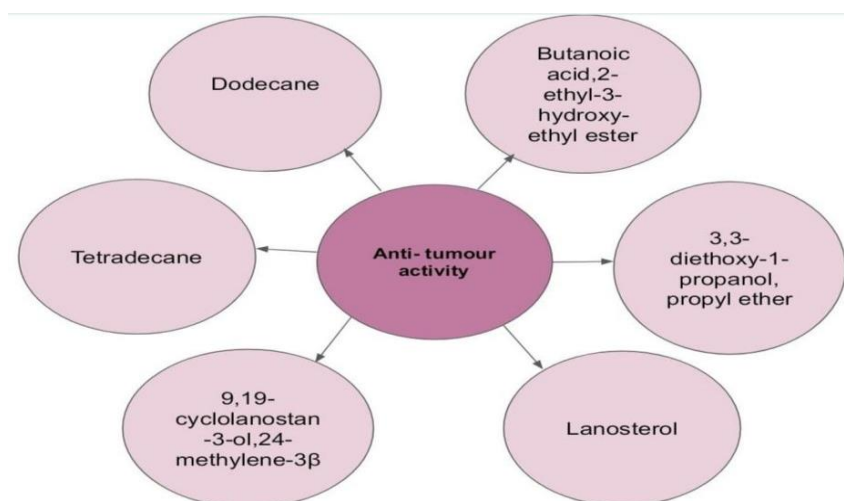 Dodecane
Butanoic
acid,2-
ethyl-3-
hydroxy-
ethyl ester
Tetradecane
Anti- tumour
activity
3,3-
diethoxy-1-
propanol,
propyl ether
9,19-
cyclolanostan
-3-ol,24-
methylene-3β
Lanosterol